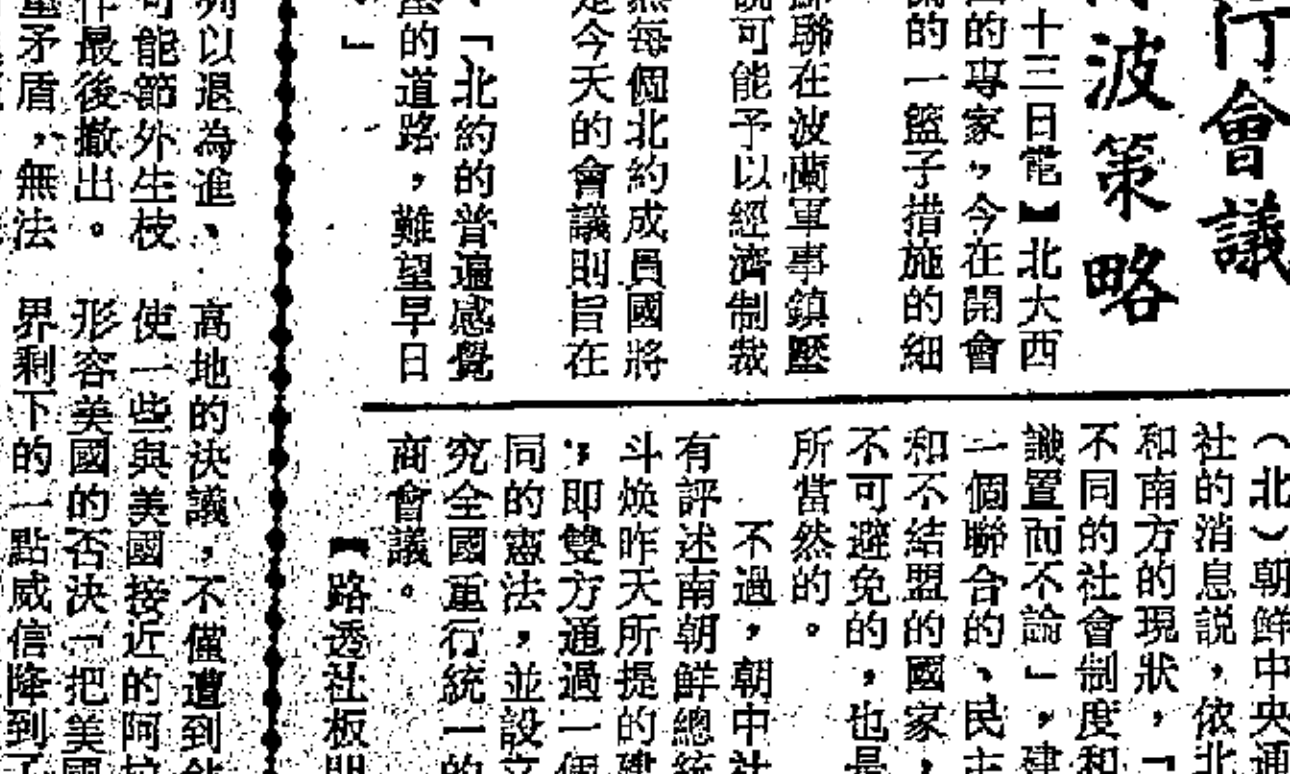 行會議
波策略
十三日電】北大西
的專家，今在開會
的一籃子措施的細
聯在波蘭軍事鎮壓
可能予以經濟制裁
每個北約成員國將
今天的會議則旨在
「北約的普遍感覺
的道路，難望早日
」
（北）朝鮮中央通
社的消息説，依北
和南方的現狀，「
不同的社會制度和
識置而不論」，建
一個聯合的、民主
和不結盟的國家，
不可避免的，也是
所當然的。
不過，朝中社
有評述南朝鮮總統
斗煥昨天所提的建
；即雙方通過一個
同的憲法，並設立
究全國重行統一的
商會議。
【路透社板門
以退為進、
可能節外生枝
作最後撤出。
矛盾，無法
高地的決議，不僅遭到
使一些與美國接近的阿拉
形容美國的否決「把美國
界剩下的一點威信降到了